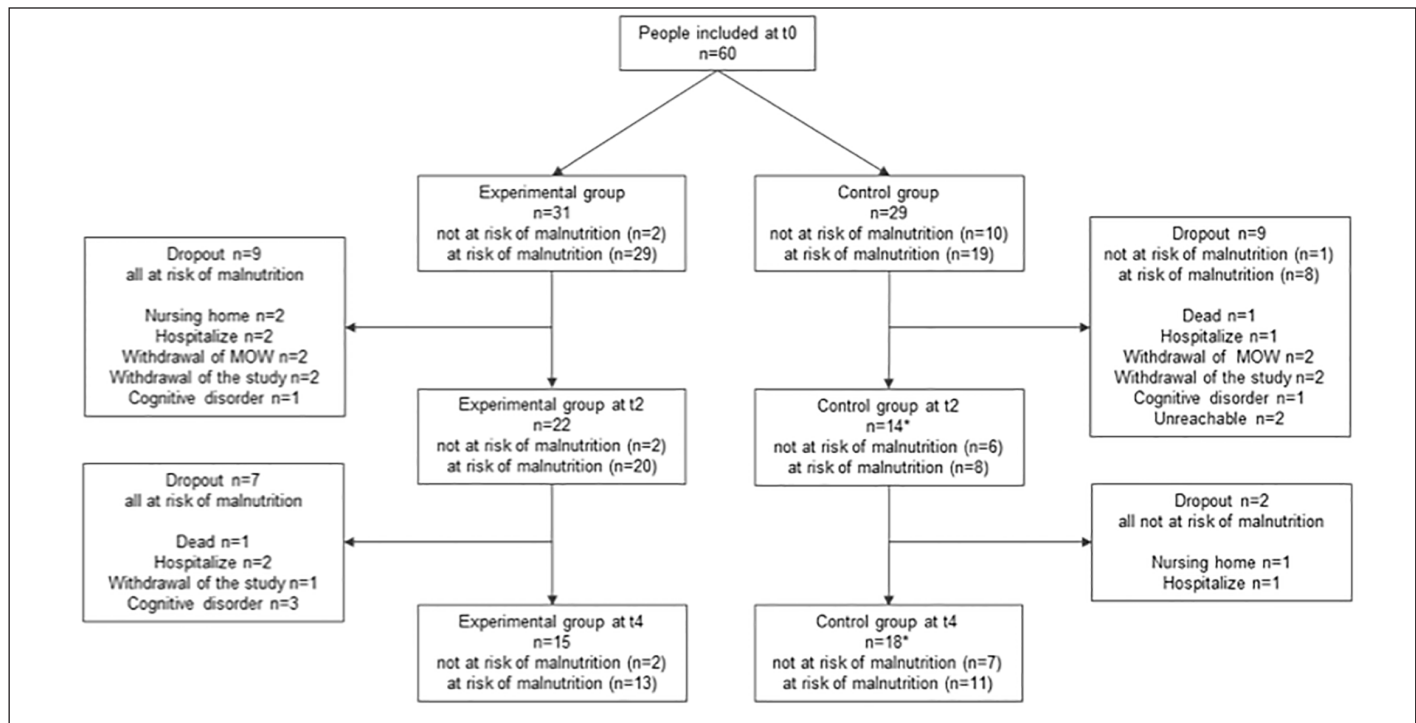 People included at t0
n=60
Experimental group
n=31
not at risk of malnutrition (n=2)
at risk of malnutrition (n=29)
Control group
n=29
not at risk of malnutrition (n=10)
at risk of malnutrition (n=19)
Dropout n=9
all at risk of malnutrition
Nursing home n=2
Hospitalize n=2
Withdrawal of MOW n=2
Withdrawal of the study n=2
Cognitive disorder n=1
Dropout n=9
not at risk of malnutrition (n=1)
at risk of malnutrition (n=8)
Dead n=1
Hospitalize n=1
Withdrawal of MOW n=2
Withdrawal of the study n=2
Cognitive disorder n=1
Unreachable n=2
Experimental group at t2
n=22
not at risk of malnutrition (n=2)
at risk of malnutrition (n=20)
Control group at t2
n=14*
not at risk of malnutrition (n=6)
at risk of malnutrition (n=8)
Dropout n=7
all at risk of malnutrition
Dead n=1
Hospitalize n=2
Withdrawal of the study n=1
Cognitive disorder n=3
Dropout n=2
all not at risk of malnutrition
Nursing home n=1
Hospitalize n=1
Experimental group at t4
n=15
not at risk of malnutrition (n=2)
at risk of malnutrition (n=13)
Control group at t4
n=18*
not at risk of malnutrition (n=7)
at risk of malnutrition (n=11)